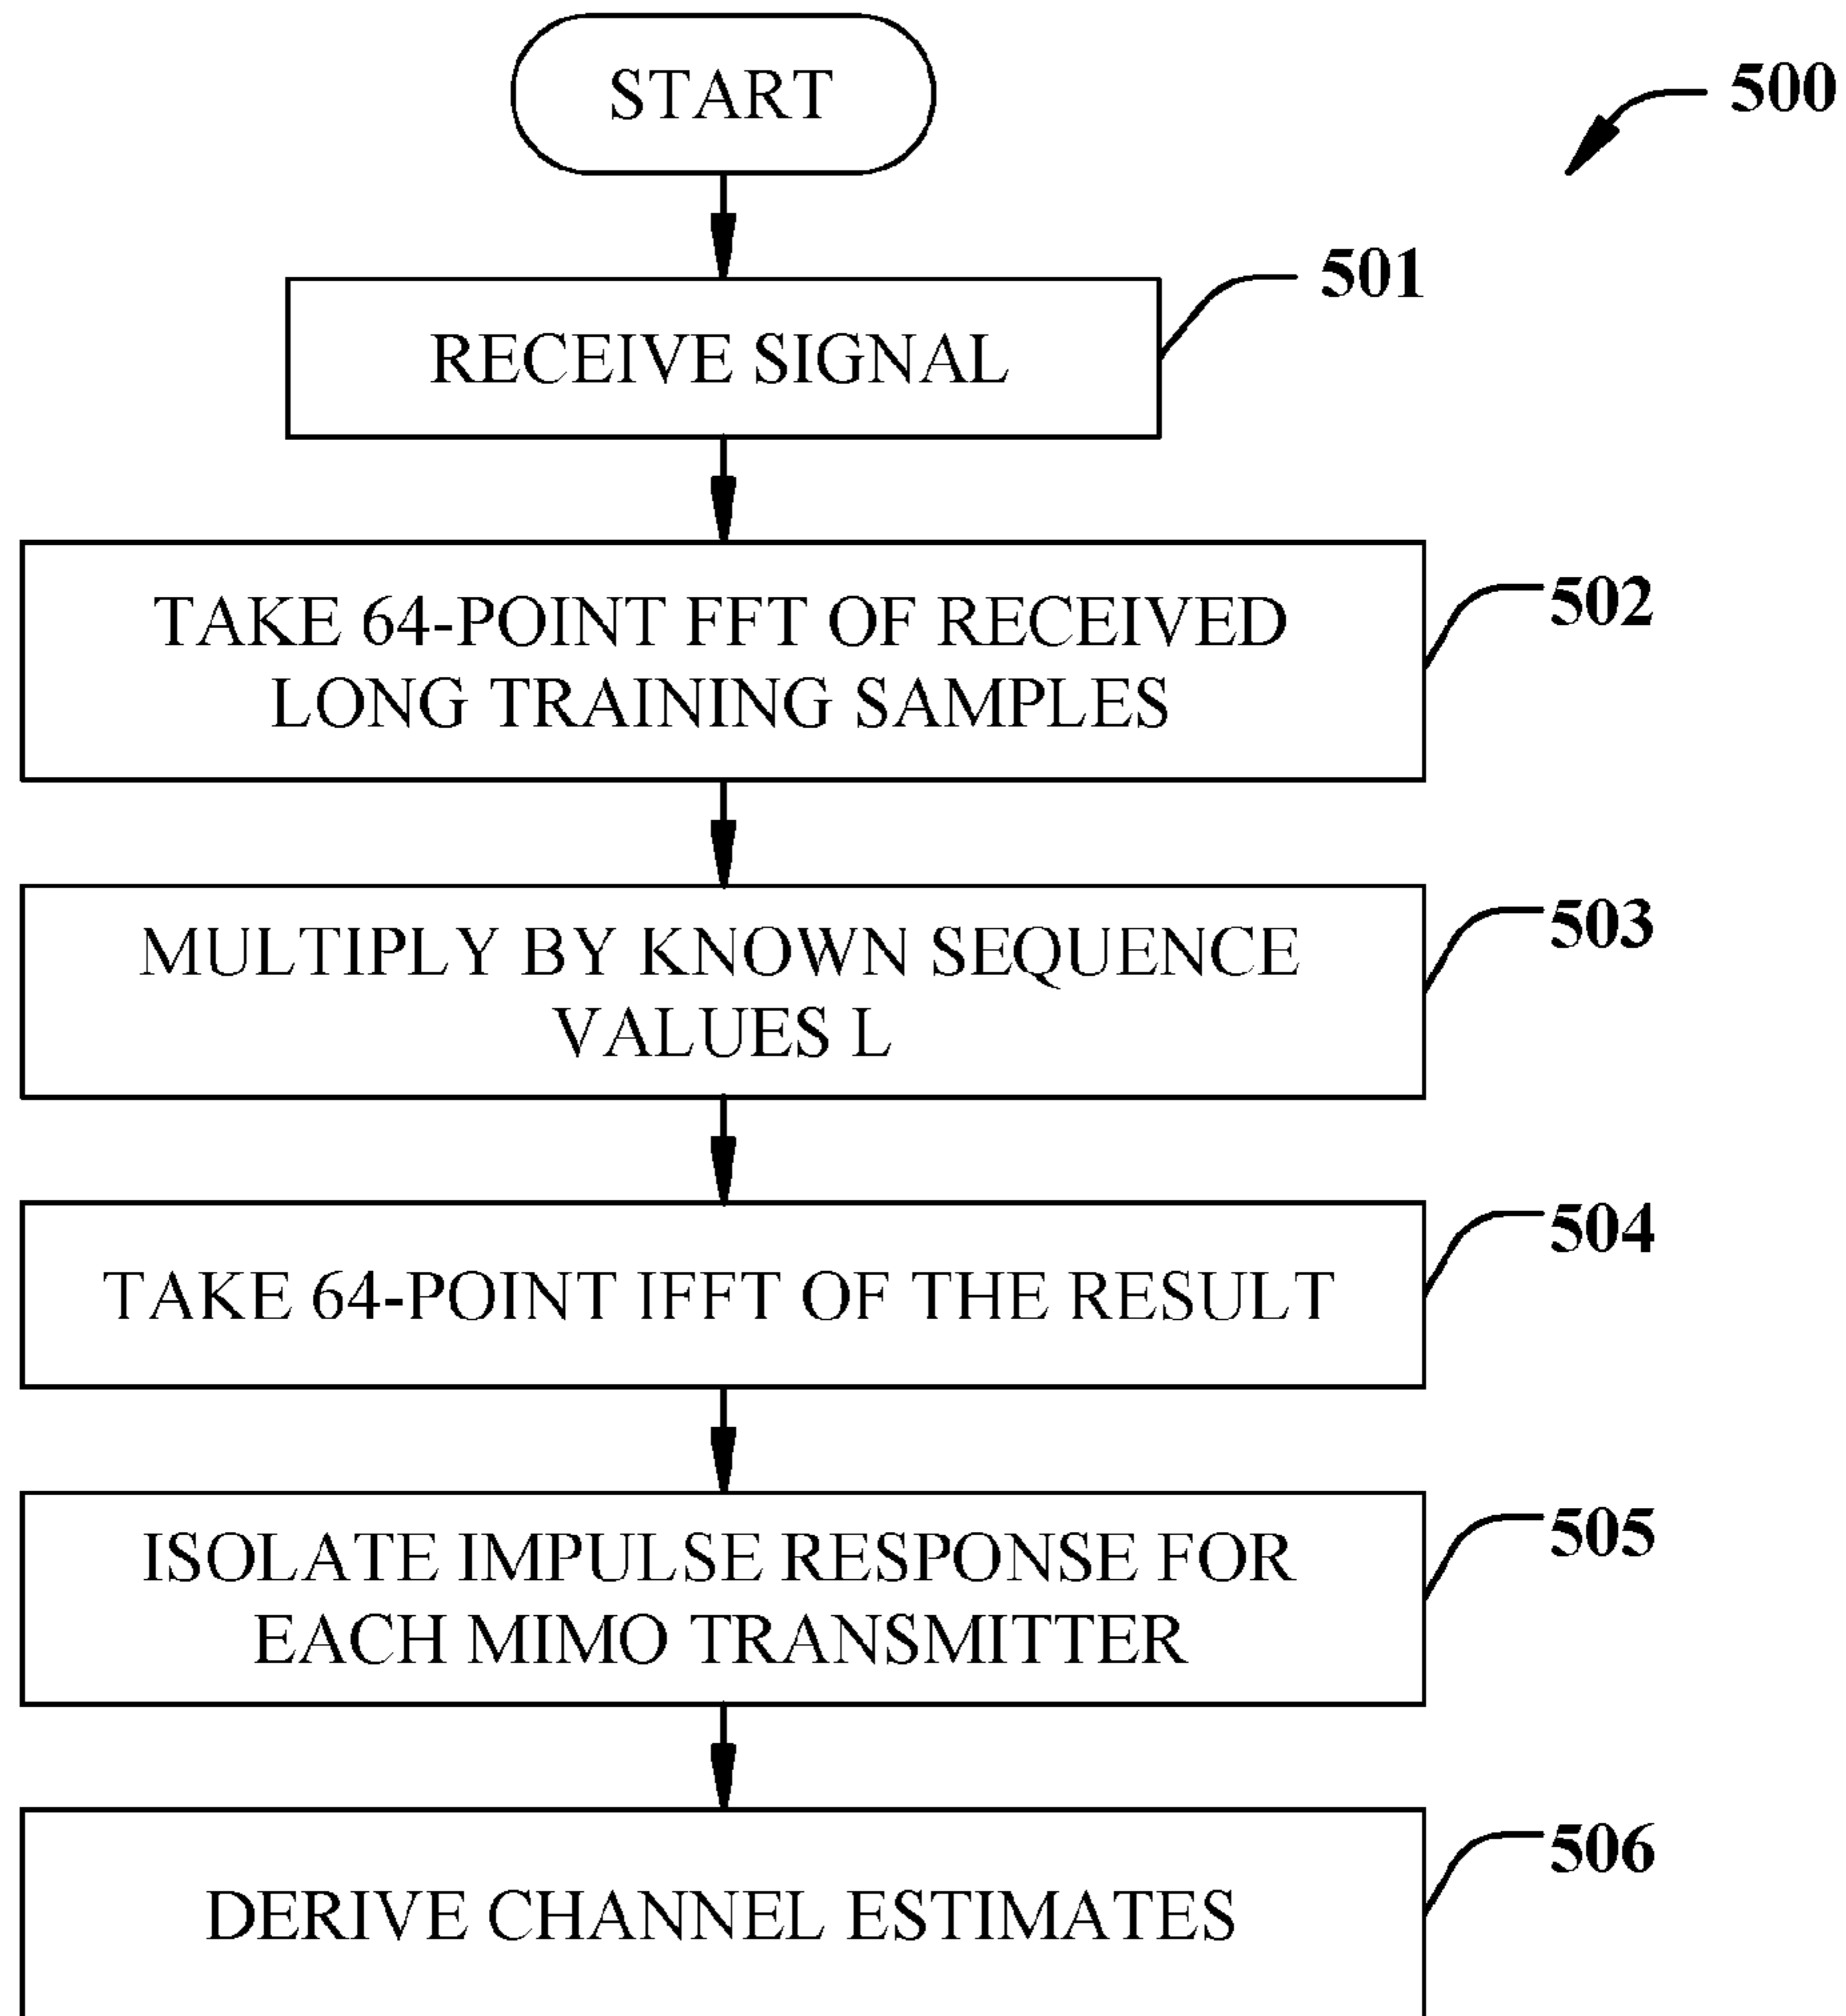 START
500
501
RECEIVE SIGNAL
TAKE 64-POINT FFT OF RECEIVED
LONG TRAINING SAMPLES
502
MULTIPLY BY KNOWN SEQUENCE
VALUES L
503
504
TAKE 64-POINT IFFT OF THE RESULT
ISOLATE IMPULSE RESPONSE FOR
EACH MIMO TRANSMITTER
505
506
DERIVE CHANNEL ESTIMATES